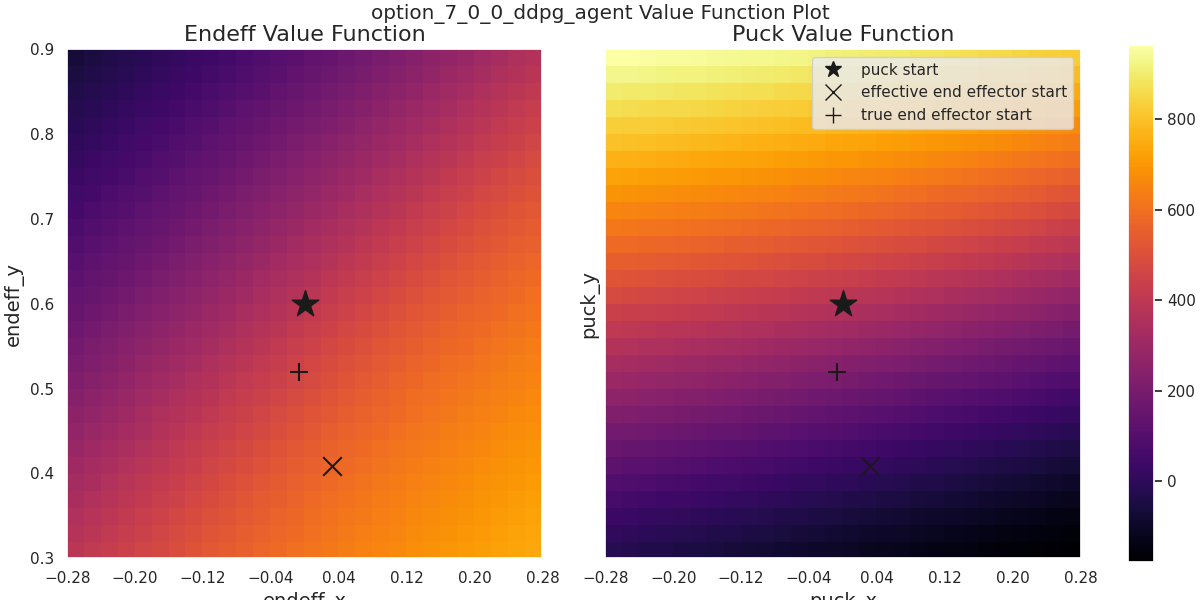 option_7_0_0_ddpg_agent Value Function Plot
Endeff Value Function
Puck Value Function
puck start
effective end effector start
true end effector start
0.9
0.8
0.7
0.6
0.5
0.4
0.3
endeff_y
−0.28 −0.20 −0.12 −0.04 0.04 0.12 0.20 0.28
endeff_x
puck_y
−0.28 −0.20 −0.12 −0.04 0.04 0.12 0.20 0.28
puck_x
800
600
400
200
0